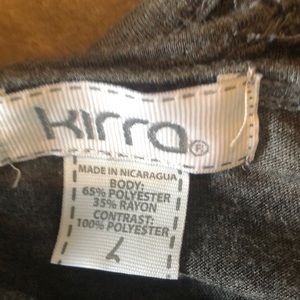 kirra®
MADE IN NICARAGUA
BODY:
65% POLYESTER
35% RAYON
CONTRAST:
100% POLYESTER
L